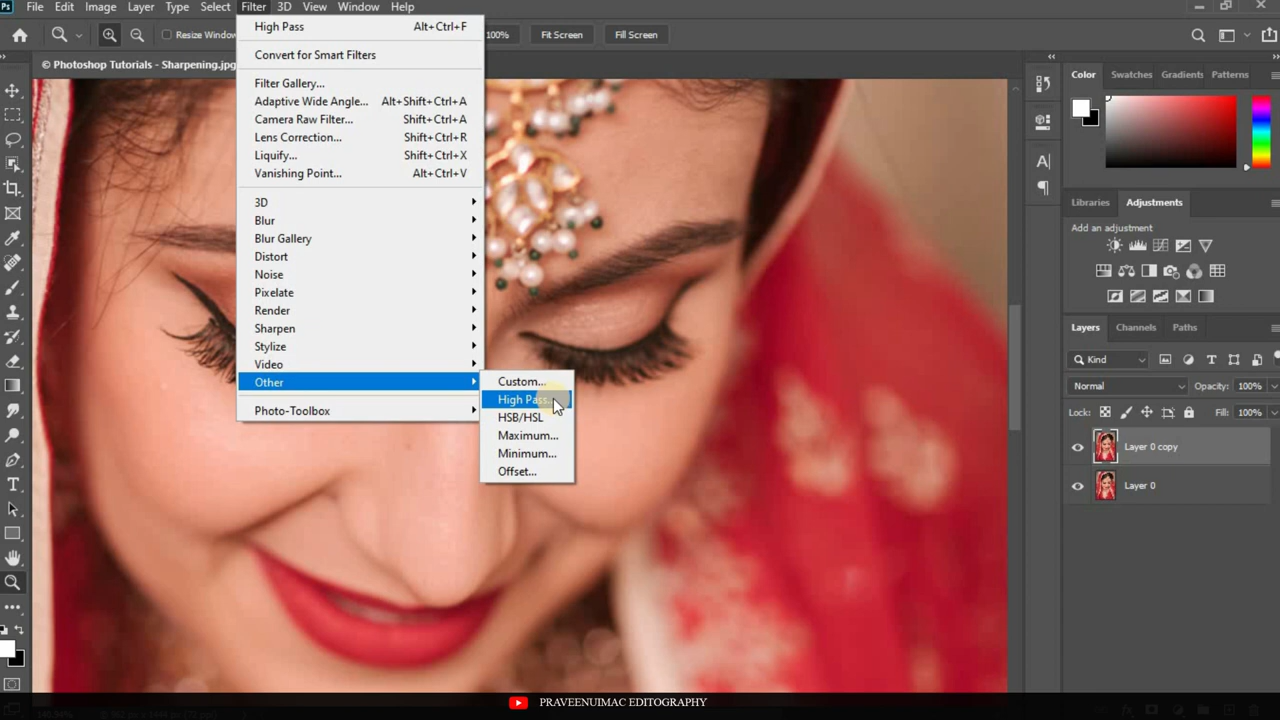 Ps File Edit Image Layer Type Select Filter 3D View Window Help
Resize Window
100%
Fit Screen
Fill Screen
© Photoshop Tutorials - Sharpening.jpg
High Pass Alt+Ctrl+F
Convert for Smart Filters
Filter Gallery...
Adaptive Wide Angle... Alt+Shift+Ctrl+A
Camera Raw Filter... Shift+Ctrl+A
Lens Correction... Shift+Ctrl+R
Liquify... Shift+Ctrl+X
Vanishing Point... Alt+Ctrl+V
3D
Blur
Blur Gallery
Distort
Noise
Pixelate
Render
Sharpen
Stylize
Video
Other
Photo-Toolbox
Custom...
High Pass...
HSB/HSL
Maximum...
Minimum...
Offset...
Color Swatches Gradients Patterns
Libraries Adjustments
Add an adjustment
Layers Channels Paths
Kind
Normal Opacity: 100%
Lock: Fill: 100%
Layer 0 copy
Layer 0
PRAVEENUIMAC EDITOGRAPHY